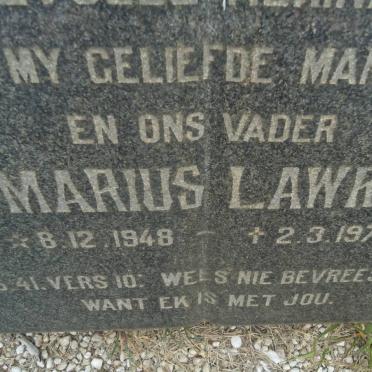 MY GELIEFDE MAN
EN ONS VADER
MARIUS
☆ 8.12.1948 – + 2.3.197
41. VERS 10: WEES NIE BEVREES
WANT EK IS MET JOU.